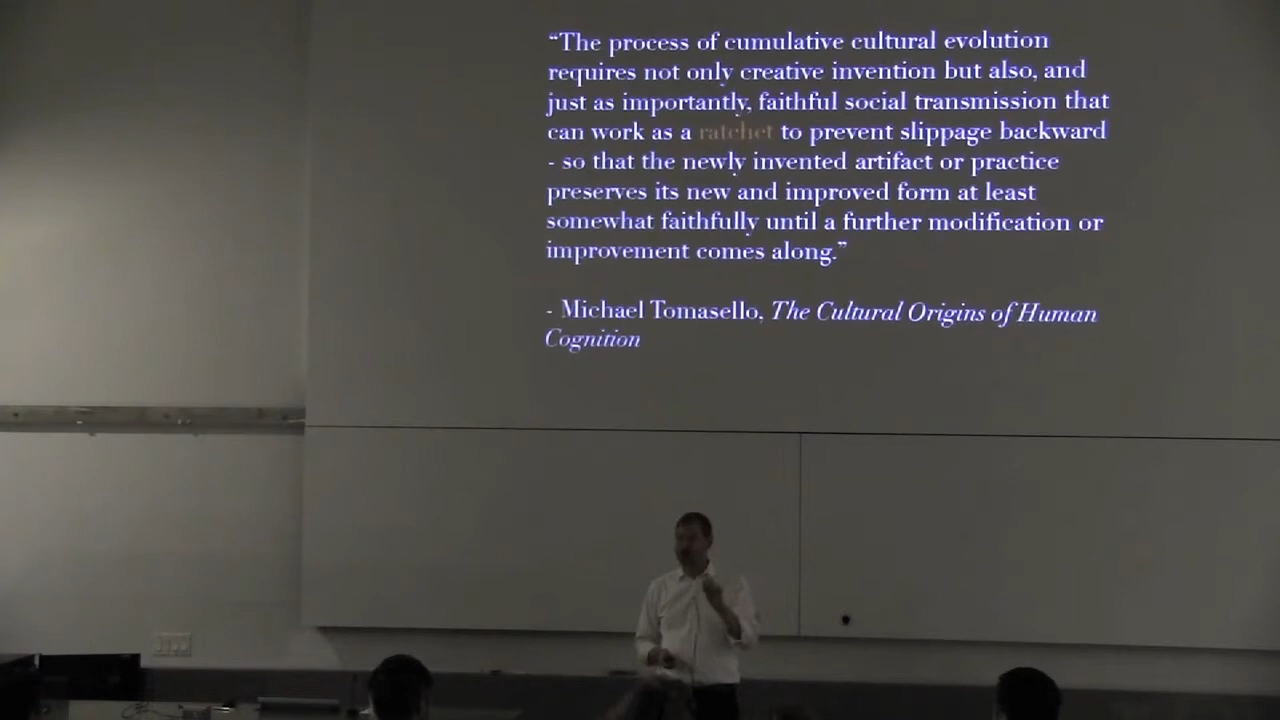 “The process of cumulative cultural evolution
requires not only creative invention but also, and
just as importantly, faithful social transmission that
can work as a ratchet to prevent slippage backward
- so that the newly invented artifact or practice
preserves its new and improved form at least
somewhat faithfully until a further modification or
improvement comes along.”
- Michael Tomasello, The Cultural Origins of Human
Cognition